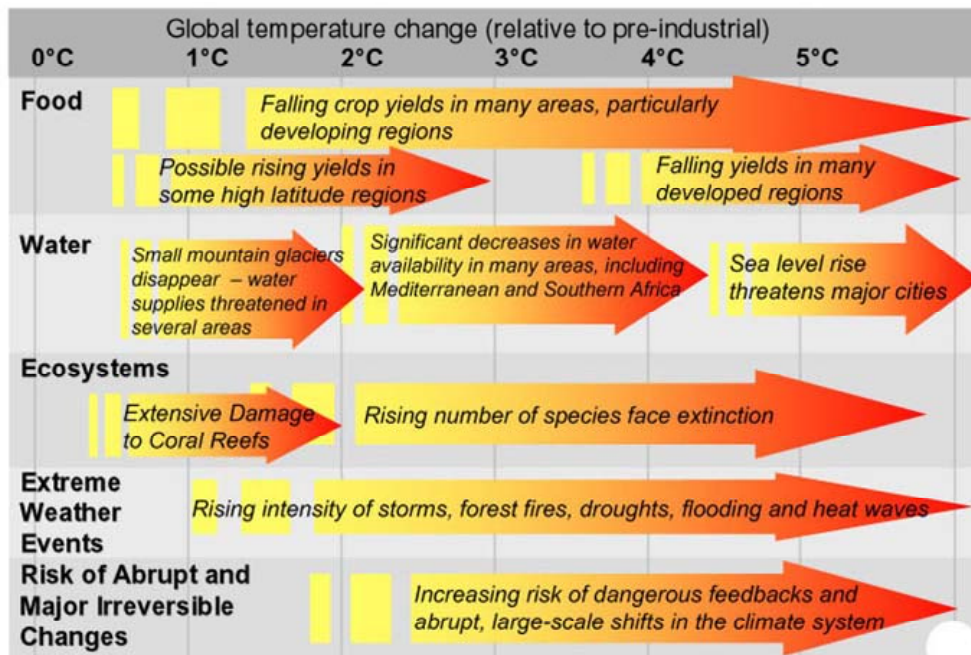 Global temperature change (relative to pre-industrial)
0°C 1°C 2°C 3°C 4°C 5°C
Food
Falling crop yields in many areas, particularly
developing regions
Possible rising yields in
some high latitude regions
Falling yields in many
developed regions
Water
Small mountain glaciers
disappear – water
supplies threatened in
several areas
Significant decreases in water
availability in many areas, including
Mediterranean and Southern Africa
Sea level rise
threatens major cities
Ecosystems
Extensive Damage
to Coral Reefs
Rising number of species face extinction
Extreme
Weather
Events
Rising intensity of storms, forest fires, droughts, flooding and heat waves
Risk of Abrupt and
Major Irreversible
Changes
Increasing risk of dangerous feedbacks and
abrupt, large-scale shifts in the climate system